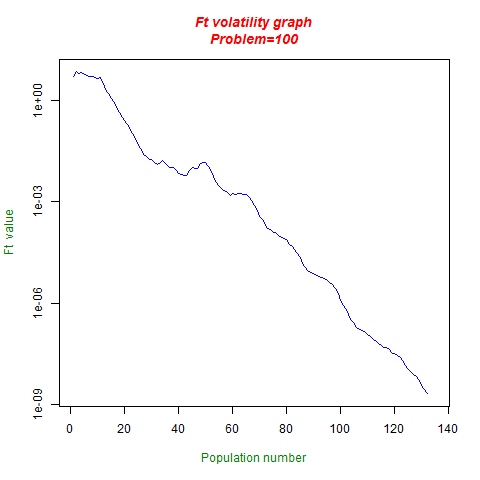 Ft volatility graph
Problem=100
Ft value
1e+00
1e-03
1e-06
1e-09
0 20 40 60 80 100 120 140
Population number